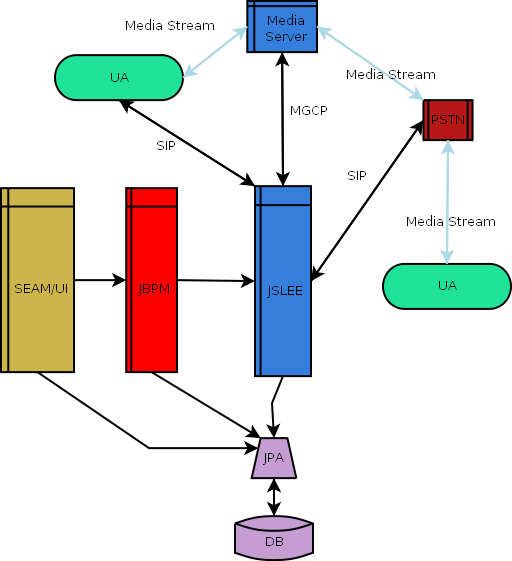 Media Stream
Media
Server
UA
Media Stream
MGCP
PSTN
SIP
SIP
Media Stream
SEAM/UI
JBPM
JSLEE
UA
JPA
DB